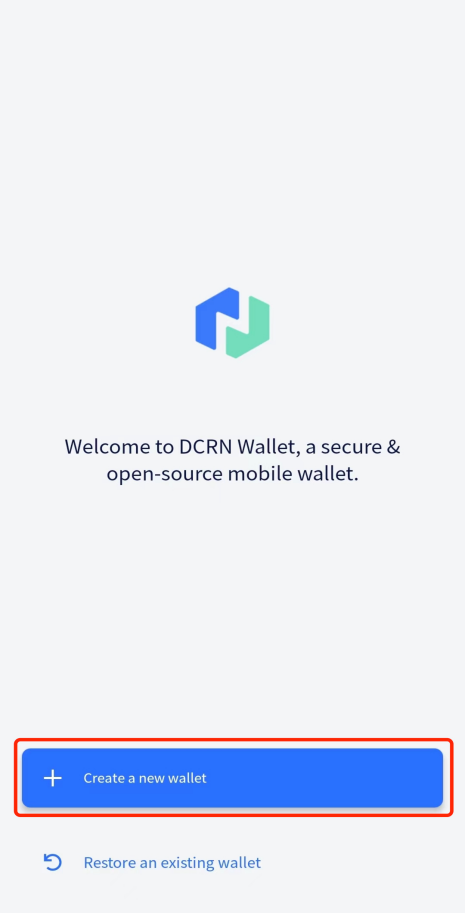 Welcome to DCRN Wallet, a secure &
open-source mobile wallet.
Create a new wallet
Restore an existing wallet